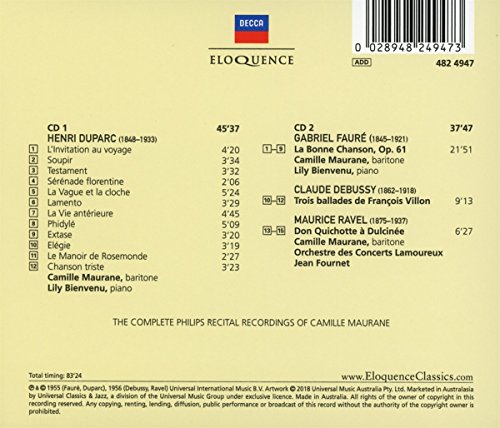 DECCA
ELOQUENCE
0 028948 249473
ADD 482 4947
CD 1 45'37
HENRI DUPARC (1848–1933)
1 L'Invitation au voyage 4'20
2 Soupir 3'34
3 Testament 3'32
4 Sérénade florentine 2'06
5 La Vague et la cloche 5'24
6 Lamento 3'29
7 La Vie antérieure 4'45
8 Phidylé 5'09
9 Extase 3'20
10 Elégie 3'19
11 Le Manoir de Rosemonde 2'27
12 Chanson triste 3'23
Camille Maurane, baritone
Lily Bienvenu, piano
CD 2 37'47
GABRIEL FAURÉ (1845–1921)
1–9 La Bonne Chanson, Op. 61 21'51
Camille Maurane, baritone
Lily Bienvenu, piano
CLAUDE DEBUSSY (1862–1918)
10–12 Trois ballades de François Villon 9'13
MAURICE RAVEL (1875–1937)
13–15 Don Quichotte à Dulcinée 6'27
Camille Maurane, baritone
Orchestre des Concerts Lamoureux
Jean Fournet
THE COMPLETE PHILIPS RECITAL RECORDINGS OF CAMILLE MAURANE
Total timing: 83'24
www.EloquenceClassics.com
℗ & © 1955 (Fauré, Duparc), 1956 (Debussy, Ravel) Universal International Music B.V. Artwork © 2018 Universal Music Australia Pty. Ltd. Marketed in Australasia
by Universal Classics & Jazz, a division of the Universal Music Group under exclusive licence. Made in Australia. All rights of the owner of copyright in this
recording are reserved. Any copying, renting, lending, diffusion, public performance or broadcast of this record without the authority of the copyright owner is
prohibited.